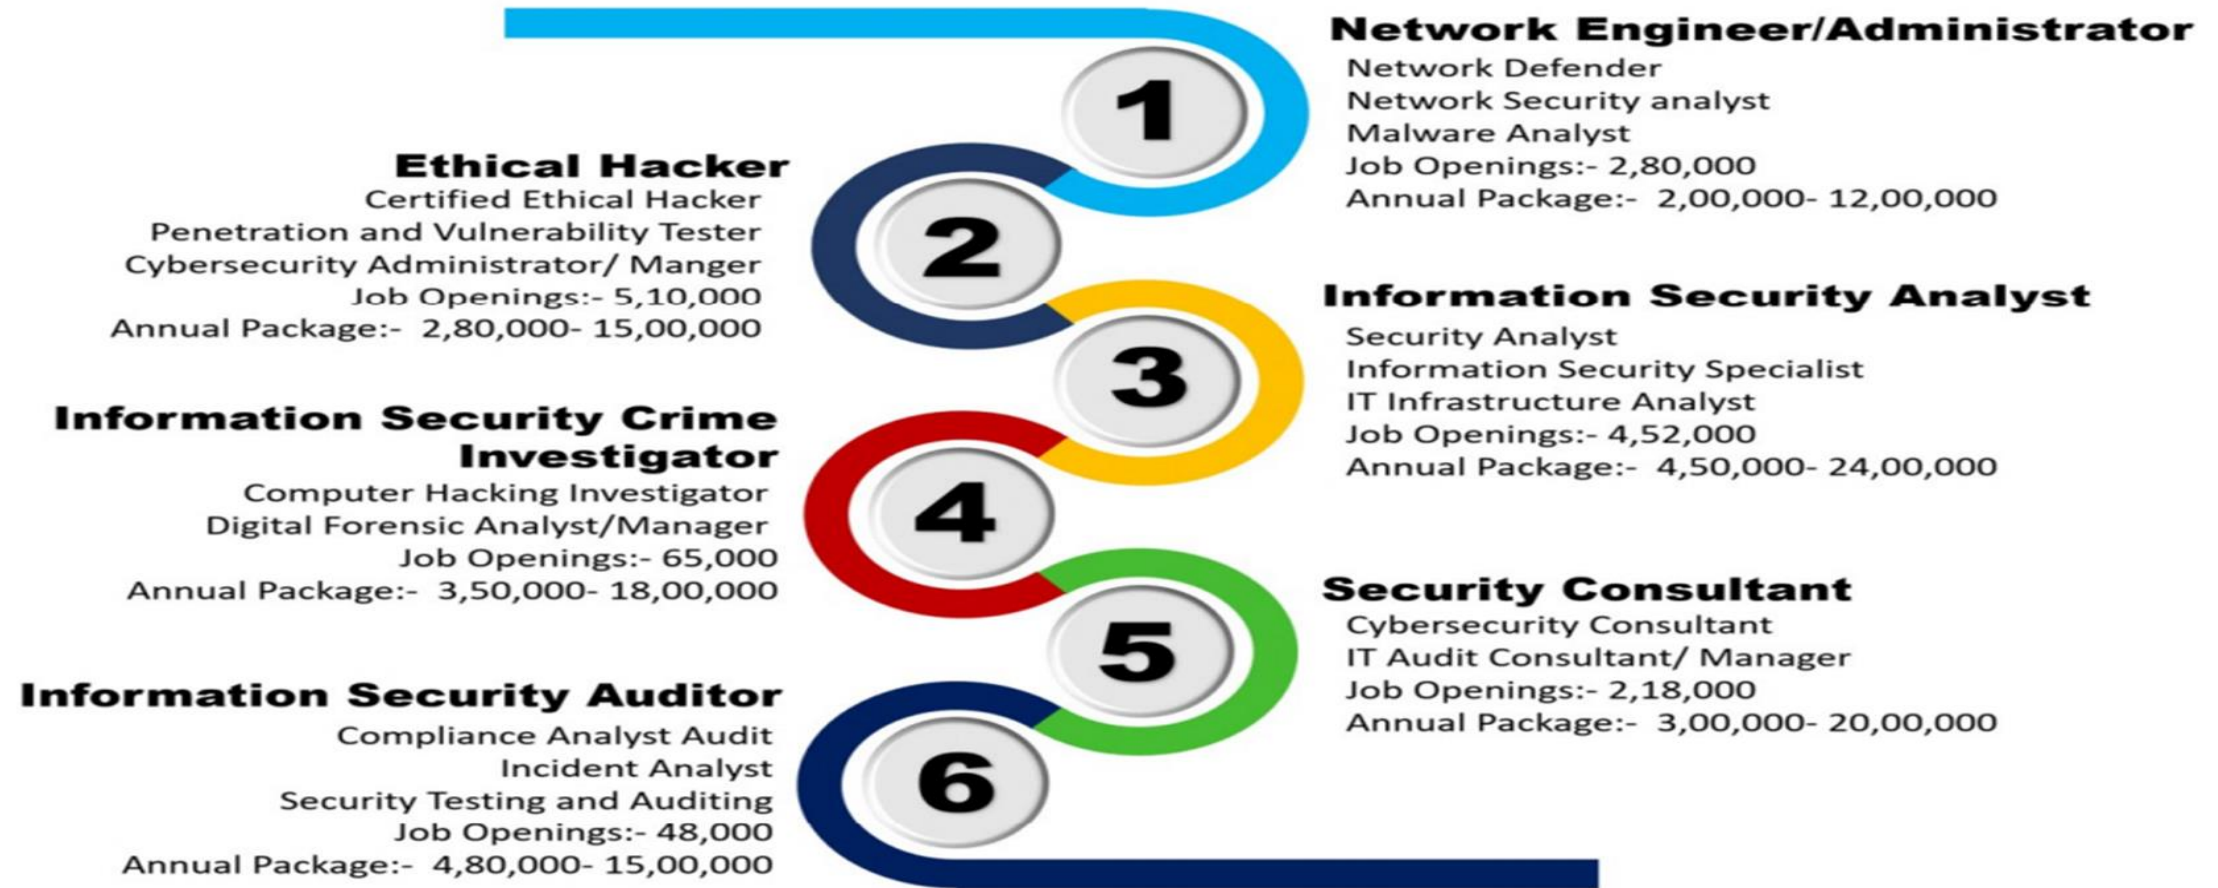 1
Network Engineer/Administrator
Network Defender
Network Security analyst
Malware Analyst
Job Openings:- 2,80,000
Annual Package:- 2,00,000- 12,00,000
2
Ethical Hacker
Certified Ethical Hacker
Penetration and Vulnerability Tester
Cybersecurity Administrator/ Manger
Job Openings:- 5,10,000
Annual Package:- 2,80,000- 15,00,000
3
Information Security Analyst
Security Analyst
Information Security Specialist
IT Infrastructure Analyst
Job Openings:- 4,52,000
Annual Package:- 4,50,000- 24,00,000
4
Information Security Crime
Investigator
Computer Hacking Investigator
Digital Forensic Analyst/Manager
Job Openings:- 65,000
Annual Package:- 3,50,000- 18,00,000
5
Security Consultant
Cybersecurity Consultant
IT Audit Consultant/ Manager
Job Openings:- 2,18,000
Annual Package:- 3,00,000- 20,00,000
6
Information Security Auditor
Compliance Analyst Audit
Incident Analyst
Security Testing and Auditing
Job Openings:- 48,000
Annual Package:- 4,80,000- 15,00,000